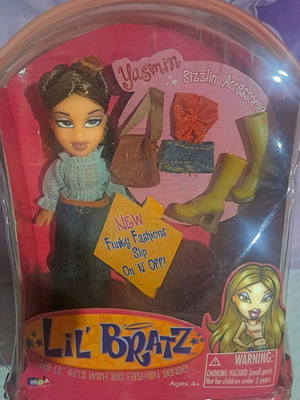 Yasmin
Sizzlin' Accessories
NEW
Funky Fashions
Slip
On 'N' Off!
LIL' BRATZ
THE LIL' GIRLS WITH BIG FASHION SENSE!
MGA
Ages 4+
WARNING:
CHOKING HAZARD-Small parts
Not for children under 3 years.